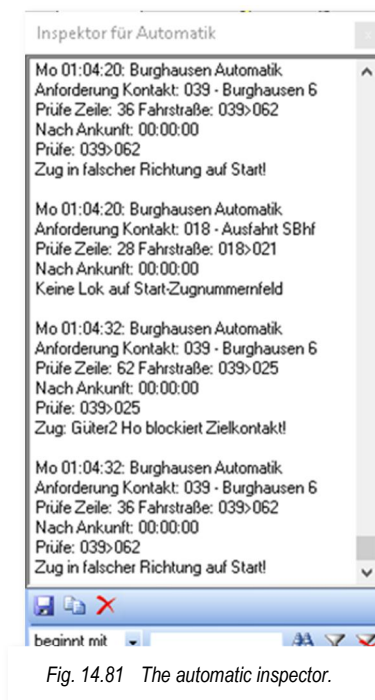 Inspektor für Automatik
Mo 01:04:20: Burghausen Automatik
Anforderung Kontakt: 039 - Burghausen 6
Prüfe Zeile: 36 Fahrstraße: 039>062
Nach Ankunft: 00:00:00
Prüfe: 039>062
Zug in falscher Richtung auf Start!
Mo 01:04:20: Burghausen Automatik
Anforderung Kontakt: 018 - Ausfahrt SBhf
Prüfe Zeile: 28 Fahrstraße: 018>021
Nach Ankunft: 00:00:00
Keine Lok auf Start-Zugnummernfeld
Mo 01:04:32: Burghausen Automatik
Anforderung Kontakt: 039 - Burghausen 6
Prüfe Zeile: 62 Fahrstraße: 039>025
Nach Ankunft: 00:00:00
Prüfe: 039>025
Zug: Güter2 Ho blockiert Zielkontakt!
Mo 01:04:32: Burghausen Automatik
Anforderung Kontakt: 039 - Burghausen 6
Prüfe Zeile: 36 Fahrstraße: 039>062
Nach Ankunft: 00:00:00
Prüfe: 039>062
Zug in falscher Richtung auf Start!
beginnt mit
Fig. 14.81 The automatic inspector.